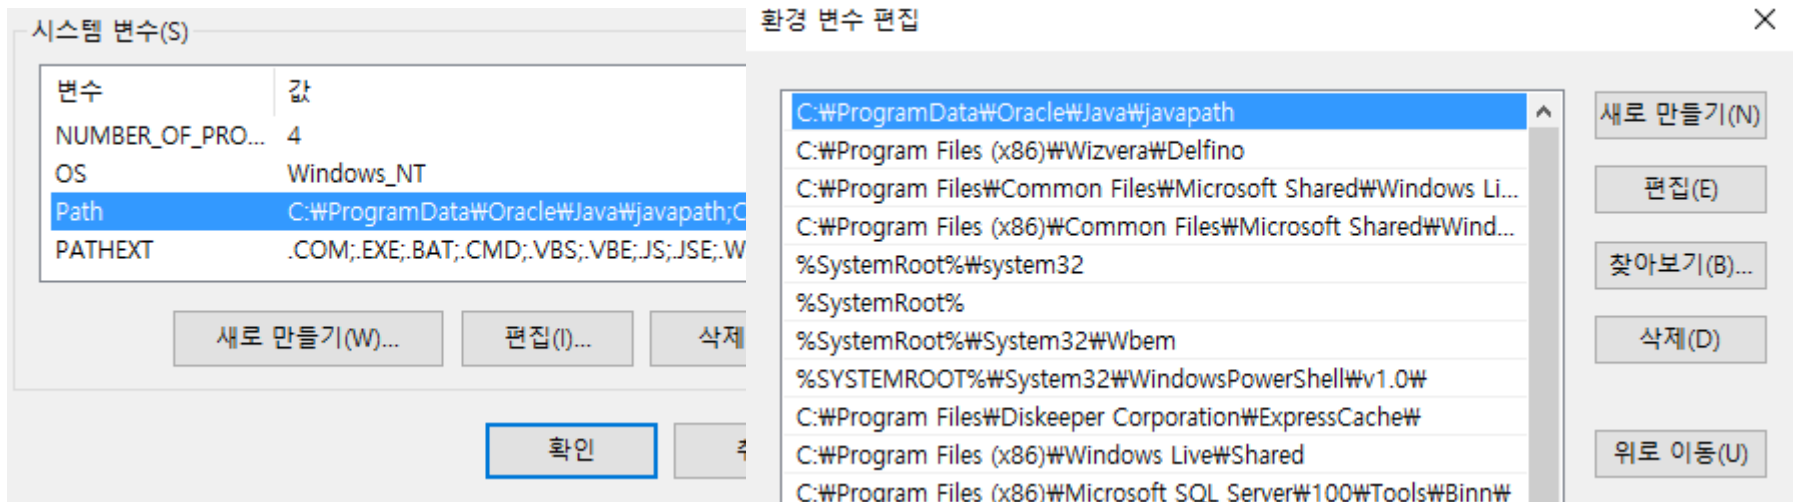 시스템 변수(S)
변수 값
NUMBER_OF_PRO... 4
OS Windows_NT
Path C:₩ProgramData₩Oracle₩Java₩javapath;C
PATHEXT .COM;.EXE;.BAT;.CMD;.VBS;.VBE;.JS;.JSE;.W
새로 만들기(W)... 편집(I)... 삭제
확인
환경 변수 편집
C:₩ProgramData₩Oracle₩Java₩javapath
C:₩Program Files (x86)₩Wizvera₩Delfino
C:₩Program Files₩Common Files₩Microsoft Shared₩Windows Li...
C:₩Program Files (x86)₩Common Files₩Microsoft Shared₩Wind...
%SystemRoot%₩system32
%SystemRoot%
%SystemRoot%₩System32₩Wbem
%SYSTEMROOT%₩System32₩WindowsPowerShell₩v1.0₩
C:₩Program Files₩Diskeeper Corporation₩ExpressCache₩
C:₩Program Files (x86)₩Windows Live₩Shared
C:₩Program Files (x86)₩Microsoft SQL Server₩100₩Tools₩Binn₩
새로 만들기(N)
편집(E)
찾아보기(B)...
삭제(D)
위로 이동(U)